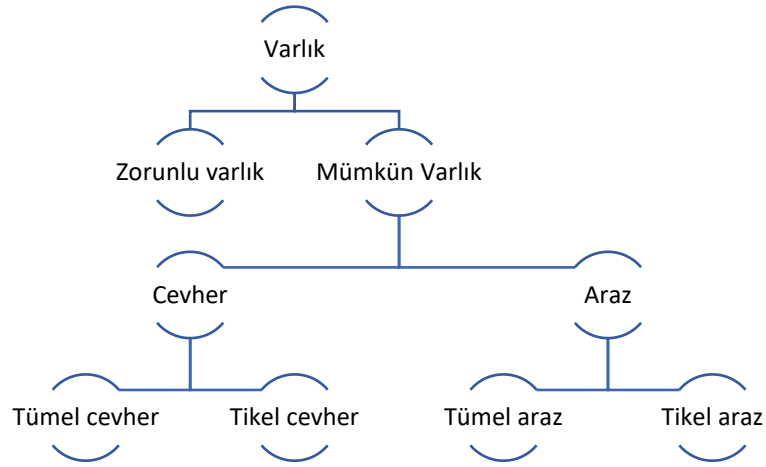 Varlık
Zorunlu varlık
Mümkün Varlık
Cevher
Araz
Tümel cevher
Tikel cevher
Tümel araz
Tikel araz